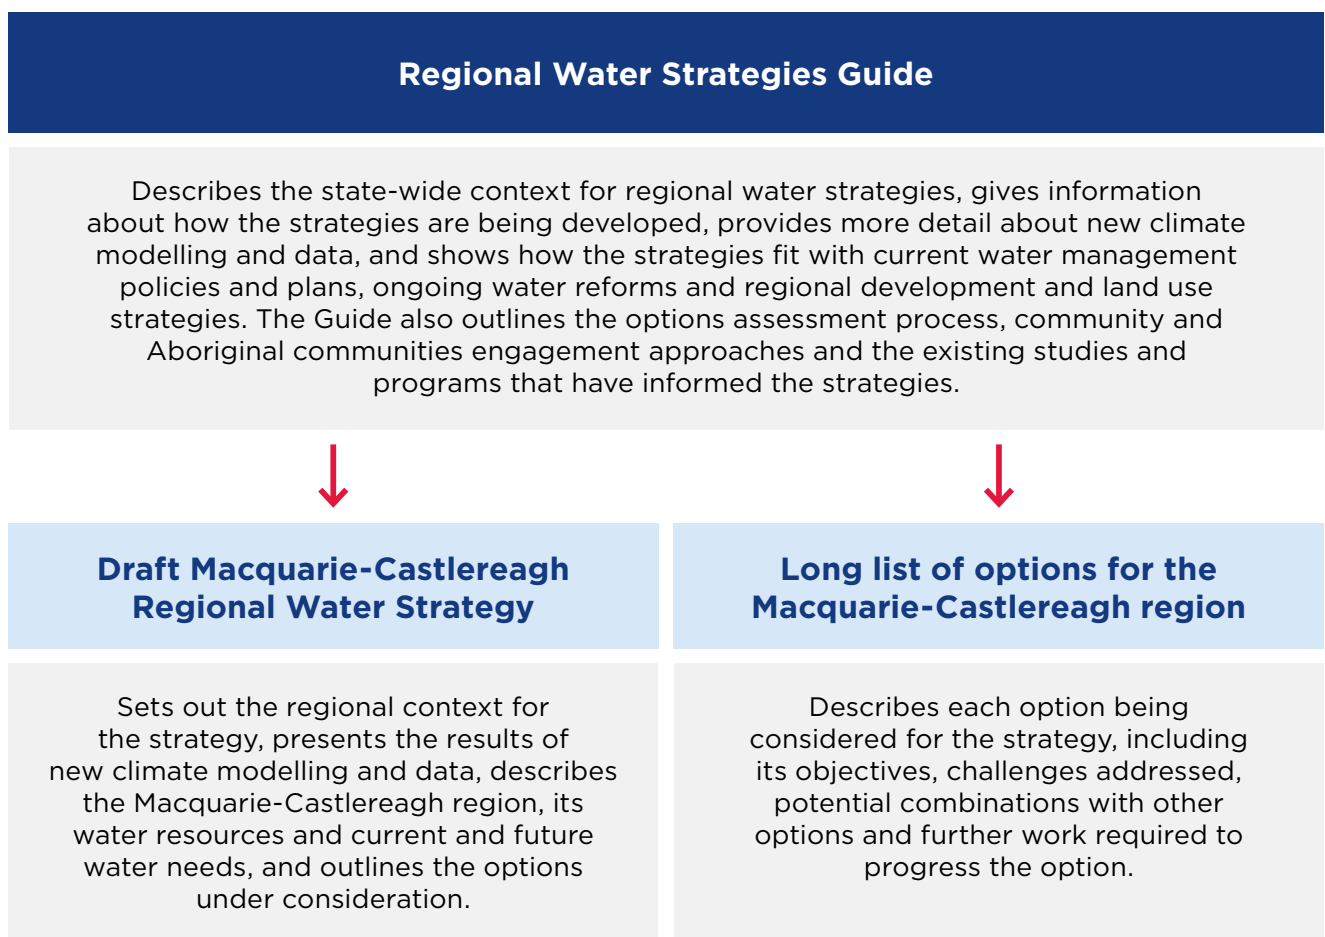 Regional Water Strategies Guide
Describes the state-wide context for regional water strategies, gives information
about how the strategies are being developed, provides more detail about new climate
modelling and data, and shows how the strategies fit with current water management
policies and plans, ongoing water reforms and regional development and land use
strategies. The Guide also outlines the options assessment process, community and
Aboriginal communities engagement approaches and the existing studies and
programs that have informed the strategies.
Draft Macquarie-Castlereagh
Regional Water Strategy
Sets out the regional context for
the strategy, presents the results of
new climate modelling and data, describes
the Macquarie-Castlereagh region, its
water resources and current and future
water needs, and outlines the options
under consideration.
Long list of options for the
Macquarie-Castlereagh region
Describes each option being
considered for the strategy, including
its objectives, challenges addressed,
potential combinations with other
options and further work required to
progress the option.